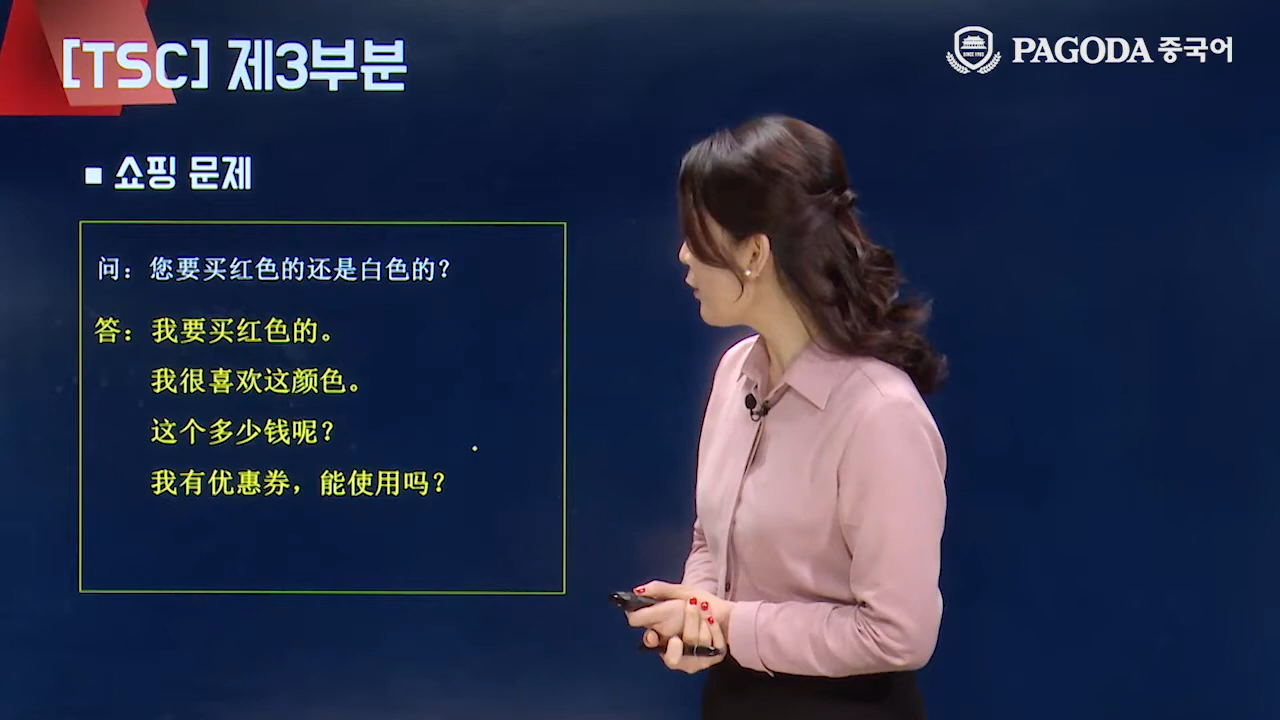 [TSC] 제3부분
PAGODA 중국어
■ 쇼핑 문제
问：您要买红色的还是白色的？
答：我要买红色的。
我很喜欢这颜色。
这个多少钱呢？
我有优惠券，能使用吗？